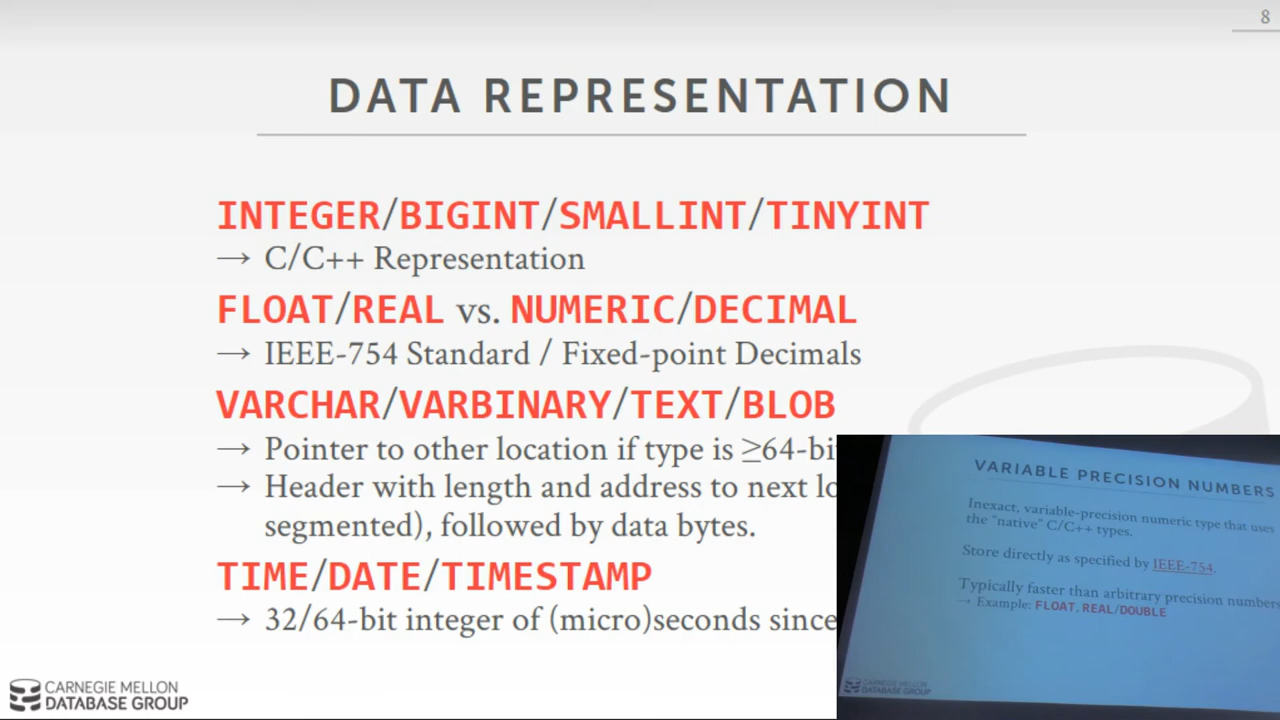 8
DATA REPRESENTATION
INTEGER/BIGINT/SMALLINT/TINYINT
→ C/C++ Representation
FLOAT/REAL vs. NUMERIC/DECIMAL
→ IEEE-754 Standard / Fixed-point Decimals
VARCHAR/VARBINARY/TEXT/BLOB
→ Pointer to other location if type is ≥64-bi
→ Header with length and address to next lo
segmented), followed by data bytes.
TIME/DATE/TIMESTAMP
→ 32/64-bit integer of (micro)seconds since
CARNEGIE MELLON
DATABASE GROUP
VARIABLE PRECISION NUMBERS
Inexact, variable-precision numeric type that uses
the "native" C/C++ types.
Store directly as specified by IEEE-754.
Typically faster than arbitrary precision numbers
→ Example: FLOAT, REAL/DOUBLE
CARNEGIE MELLON
DATABASE GROUP